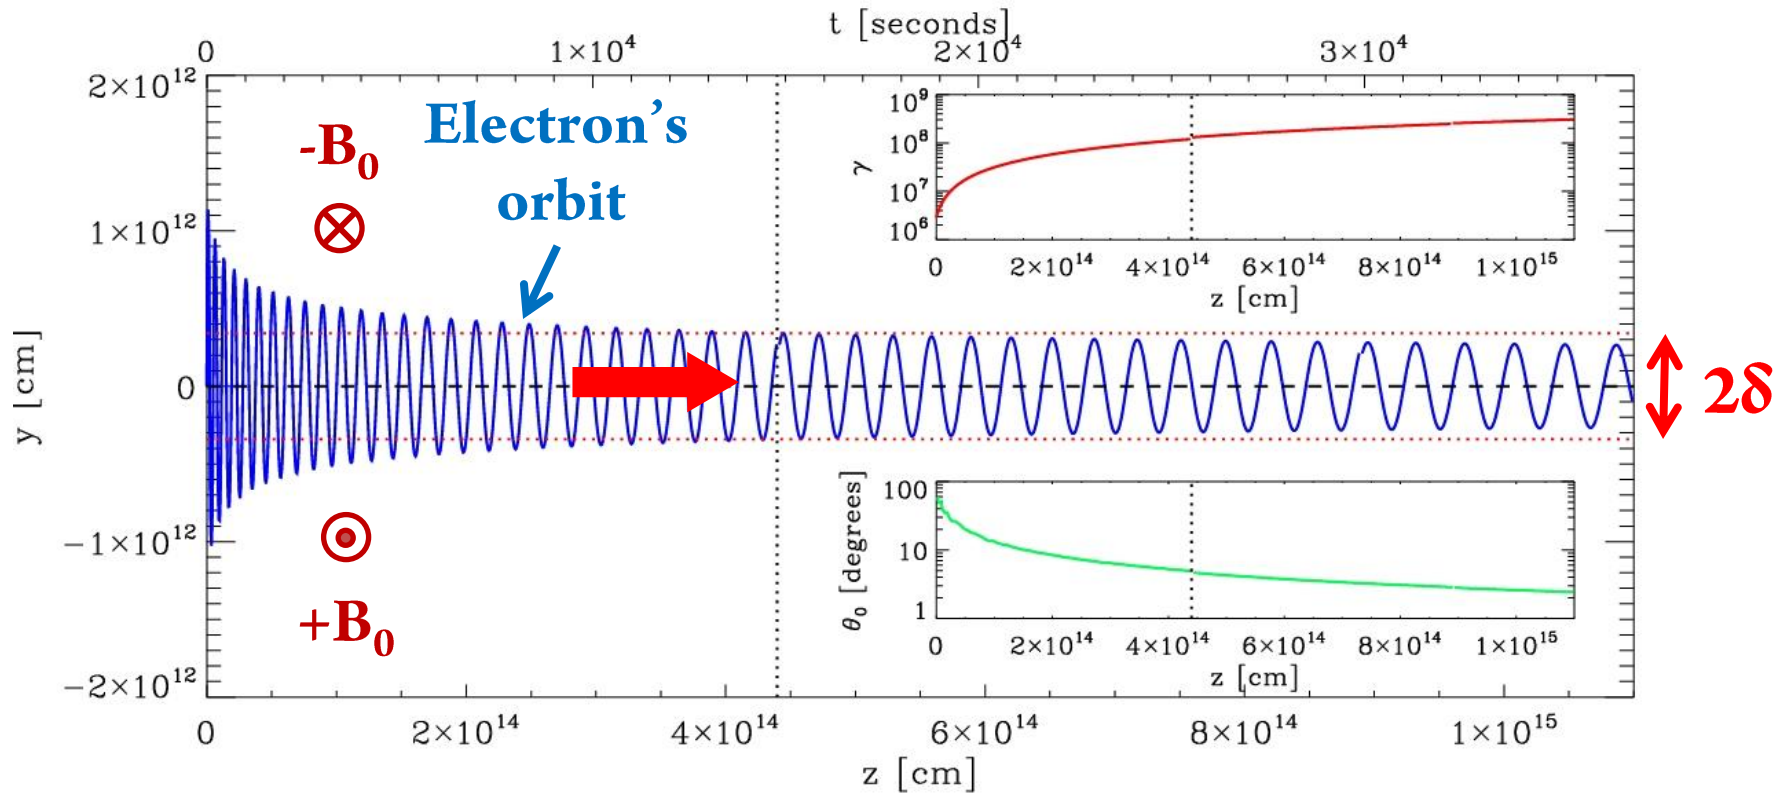 t [seconds]
0 1×10⁴ 2×10⁴ 3×10⁴
2×10¹²
1×10¹²
0
−1×10¹²
−2×10¹²
y [cm]
-B₀
Electron's
orbit
+B₀
10⁹
10⁸
10⁷
10⁶
γ
0 2×10¹⁴ 4×10¹⁴ 6×10¹⁴ 8×10¹⁴ 1×10¹⁵
z [cm]
2δ
100
10
1
θ₀ [degrees]
0 2×10¹⁴ 4×10¹⁴ 6×10¹⁴ 8×10¹⁴ 1×10¹⁵
z [cm]
0 2×10¹⁴ 4×10¹⁴ 6×10¹⁴ 8×10¹⁴ 1×10¹⁵
z [cm]